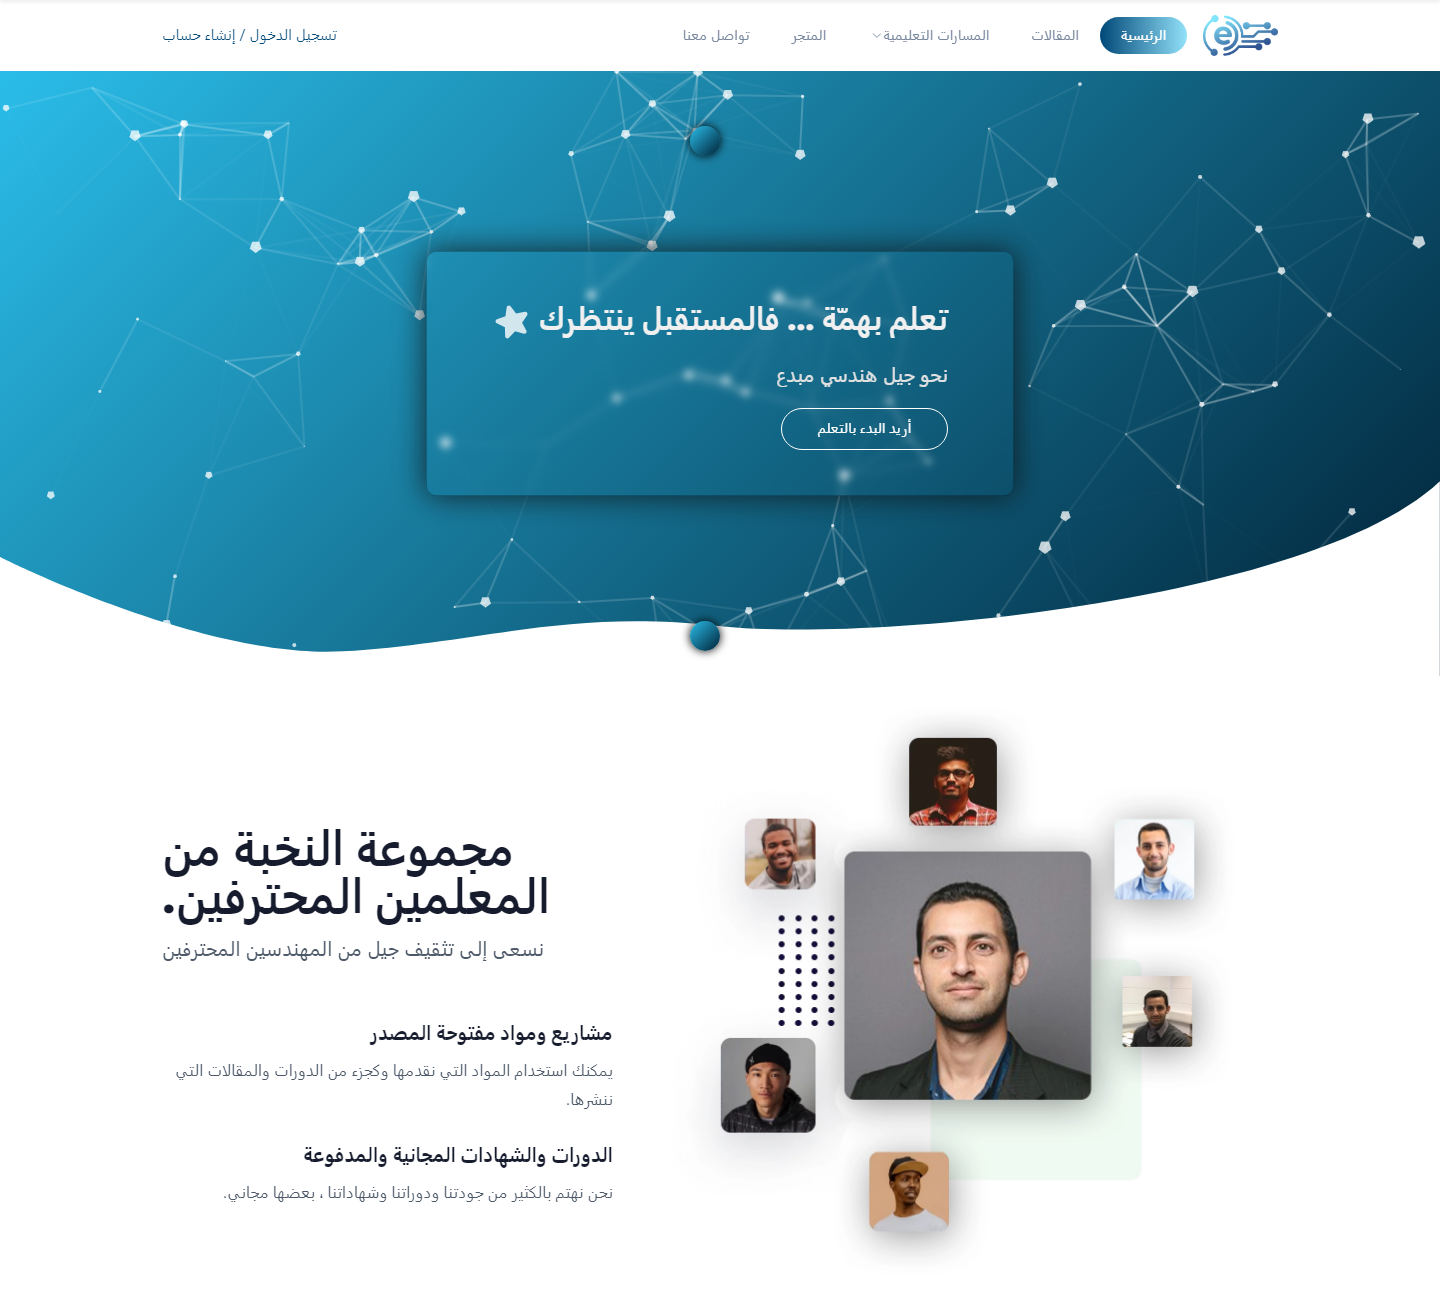 e
الرئيسية
المقالات
المسارات التعليمية
المتجر
تواصل معنا
تسجيل الدخول / إنشاء حساب
تعلم بهمّة ... فالمستقبل ينتظرك
نحو جيل هندسي مبدع
أريد البدء بالتعلم
مجموعة النخبة من
المعلمين المحترفين.
نسعى إلى تثقيف جيل من المهندسين المحترفين
مشاريع ومواد مفتوحة المصدر
يمكنك استخدام المواد التي نقدمها وكجزء من الدورات والمقالات التي
ننشرها.
الدورات والشهادات المجانية والمدفوعة
نحن نهتم بالكثير من جودتنا ودوراتنا وشهاداتنا ، بعضها مجاني.